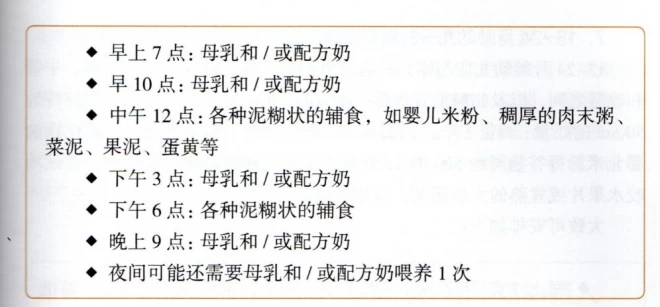 ◆ 早上 7 点：母乳和 / 或配方奶
◆ 早 10 点：母乳和 / 或配方奶
◆ 中午 12 点：各种泥糊状的辅食，如婴儿米粉、稠厚的肉末粥、
菜泥、果泥、蛋黄等
◆ 下午 3 点：母乳和 / 或配方奶
◆ 下午 6 点：各种泥糊状的辅食
◆ 晚上 9 点：母乳和 / 或配方奶
◆ 夜间可能还需要母乳和 / 或配方奶喂养 1 次